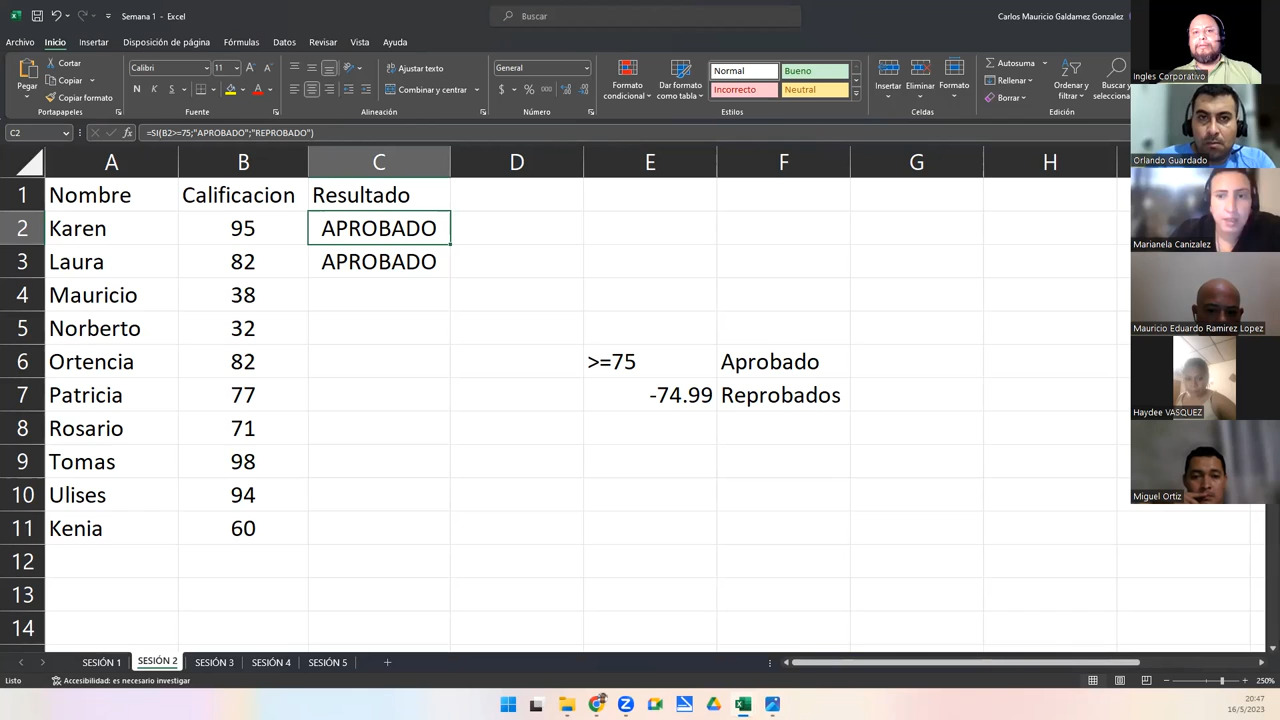 Semana 1 - Excel
Buscar
Carlos Mauricio Galdamez Gonzalez
Archivo Inicio Insertar Disposición de página Fórmulas Datos Revisar Vista Ayuda
Pegar
Cortar
Copiar
Copiar formato
Portapapeles
Calibri 11
N K S
Fuente
Ajustar texto
Combinar y centrar
Alineación
General
Número
Formato condicional
Dar formato como tabla
Normal Bueno
Incorrecto Neutral
Estilos
Insertar Eliminar Formato
Celdas
Autosuma
Rellenar
Borrar
Ordenar y filtrar
Buscar y
selecciona
Edición
=SI(B2>=75;"APROBADO";"REPROBADO")
A B C D E F G H
1 Nombre Calificacion Resultado
2 Karen 95 APROBADO
3 Laura 82 APROBADO
4 Mauricio 38
5 Norberto 32
6 Ortencia 82 >=75 Aprobado
7 Patricia 77 -74.99 Reprobados
8 Rosario 71
9 Tomas 98
10 Ulises 94
11 Kenia 60
12
13
14
SESIÓN 1 SESIÓN 2 SESIÓN 3 SESIÓN 4 SESIÓN 5
Listo Accesibilidad: es necesario investigar 250%
20:47
16/5/2023
Ingles Corporativo
Orlando Guardado
Marianela Canizalez
Mauricio Eduardo Ramirez Lopez
Haydee VASQUEZ
Miguel Ortiz